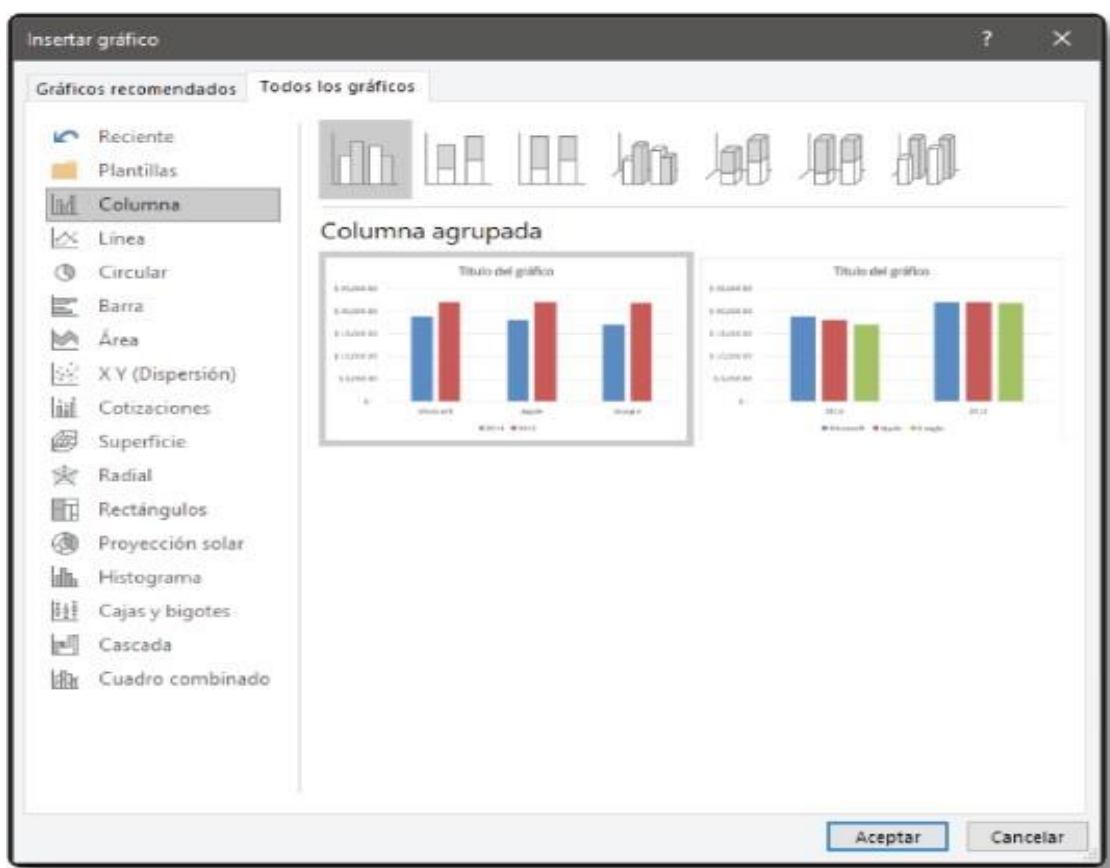 Insertar gráfico
?
Gráficos recomendados
Todos los gráficos
Reciente
Plantillas
Columna
Línea
Circular
Barra
Área
X Y (Dispersión)
Cotizaciones
Superficie
Radial
Rectángulos
Proyección solar
Histograma
Cajas y bigotes
Cascada
Cuadro combinado
Columna agrupada
Título del gráfico
Título del gráfico
Aceptar
Cancelar